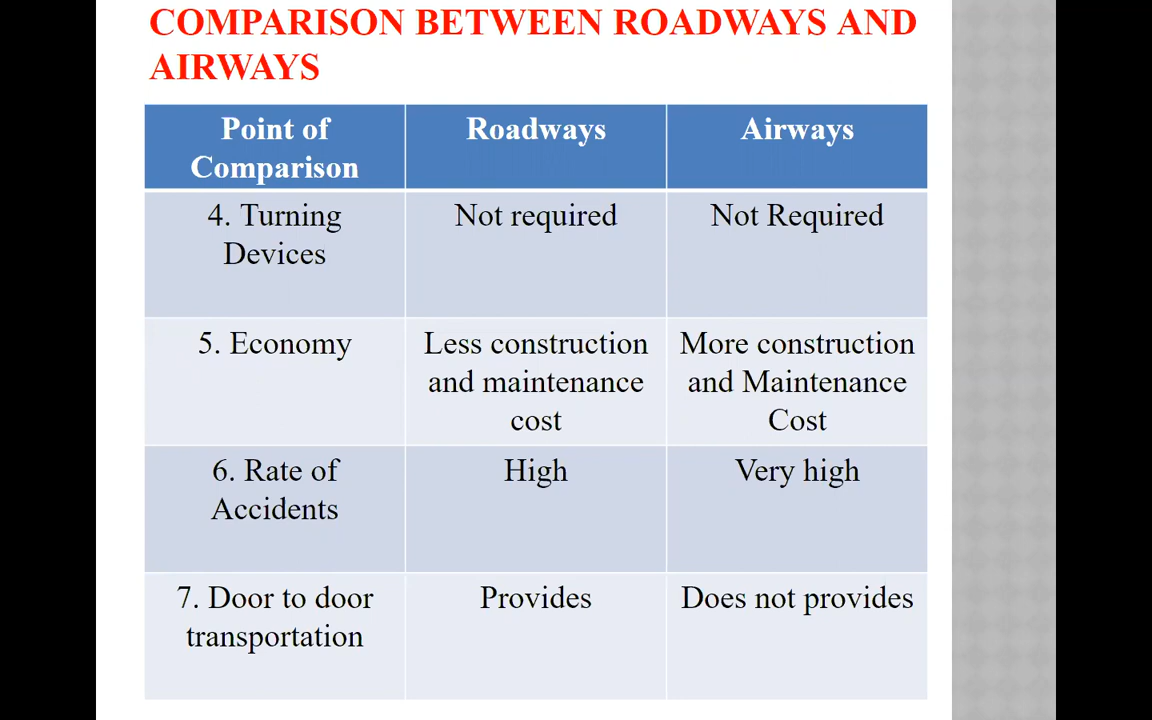 COMPARISON BETWEEN ROADWAYS AND
AIRWAYS
Point of
Comparison
Roadways
Airways
4. Turning
Devices
Not required
Not Required
5. Economy
Less construction
and maintenance
cost
More construction
and Maintenance
Cost
6. Rate of
Accidents
High
Very high
7. Door to door
transportation
Provides
Does not provides